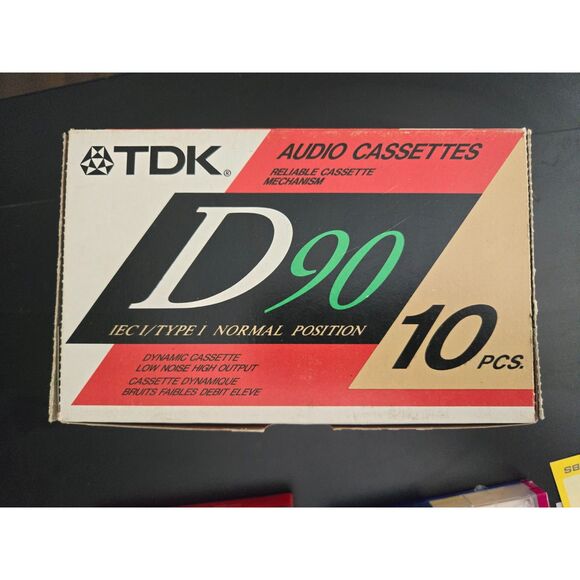 TDK®
AUDIO CASSETTES
RELIABLE CASSETTE
MECHANISM
D90
IEC I/TYPE I NORMAL POSITION
10 PCS.
DYNAMIC CASSETTE
LOW NOISE HIGH OUTPUT
CASSETTE DYNAMIQUE
BRUITS FAIBLES DEBIT ELEVE